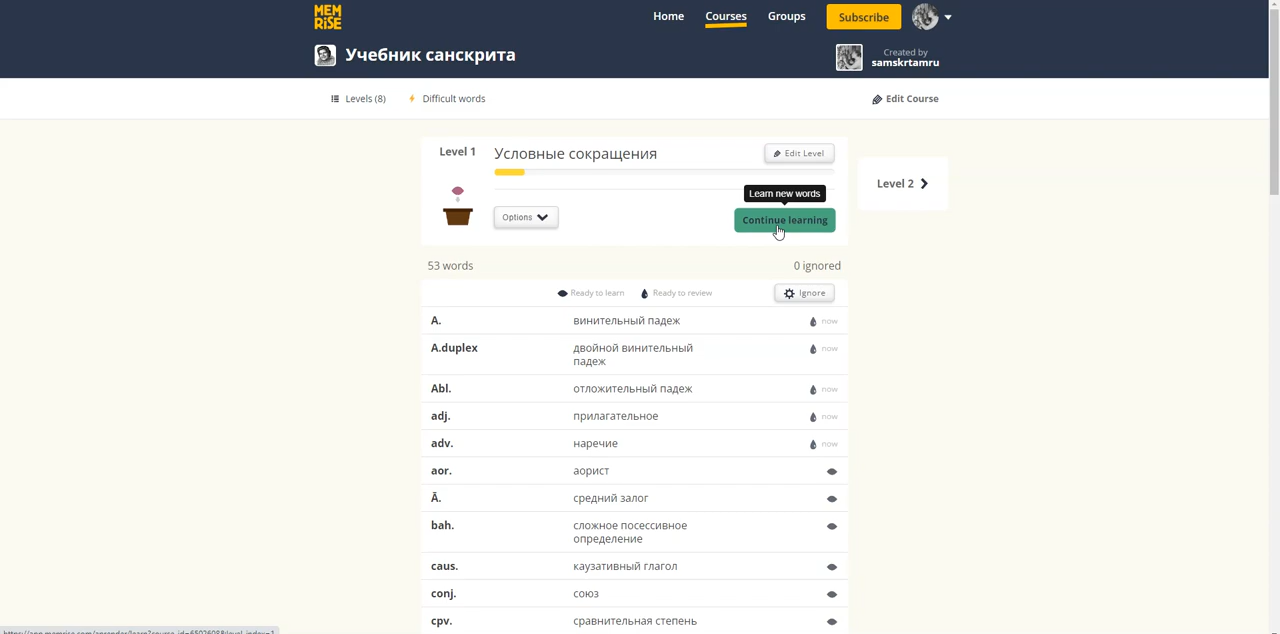 MEM
RiSE
Home
Courses
Groups
Subscribe
Учебник санскрита
Created by
samskrtamru
Levels (8)
Difficult words
Edit Course
Level 1
Условные сокращения
Edit Level
Level 2
Learn new words
Options
Continue learning
53 words
0 ignored
Ready to learn
Ready to review
Ignore
A. винительный падеж now
A.duplex двойной винительный
падеж now
Abl. отложительный падеж now
adj. прилагательное now
adv. наречие now
aor. аорист
Ā. средний залог
bah. сложное посессивное
определение
caus. каузативный глагол
conj. союз
cpv. сравнительная степень